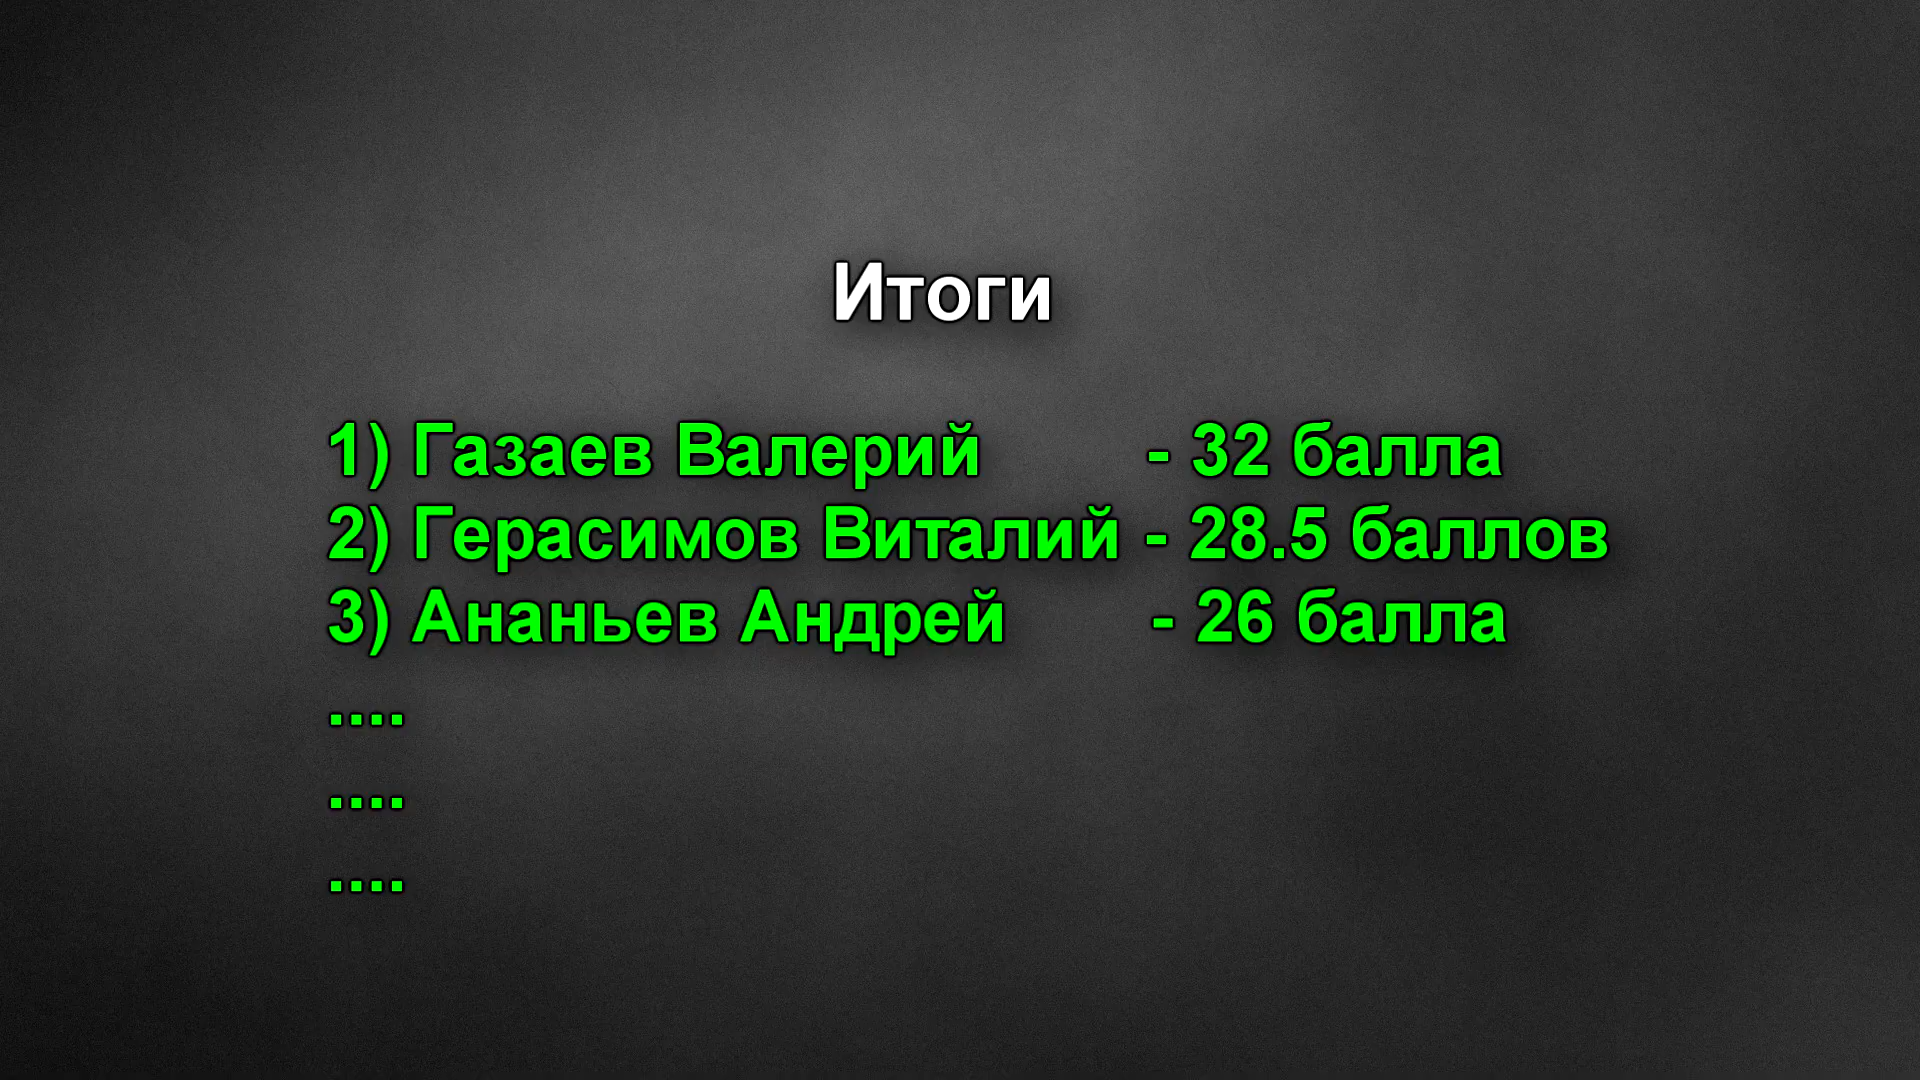 Итоги
1) Газаев Валерий - 32 балла
2) Герасимов Виталий - 28.5 баллов
3) Ананьев Андрей - 26 балла
....
....
....